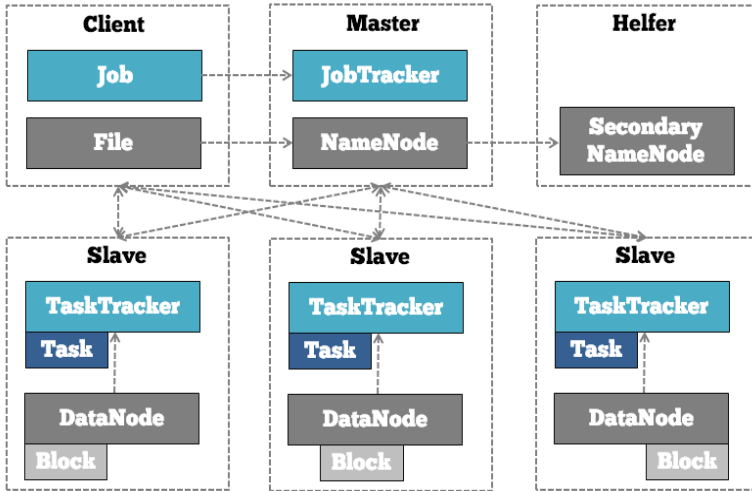 Client
Job
File
Master
JobTracker
NameNode
Helfer
Secondary
NameNode
Slave
TaskTracker
Task
DataNode
Block
Slave
TaskTracker
Task
DataNode
Block
Slave
TaskTracker
Task
DataNode
Block